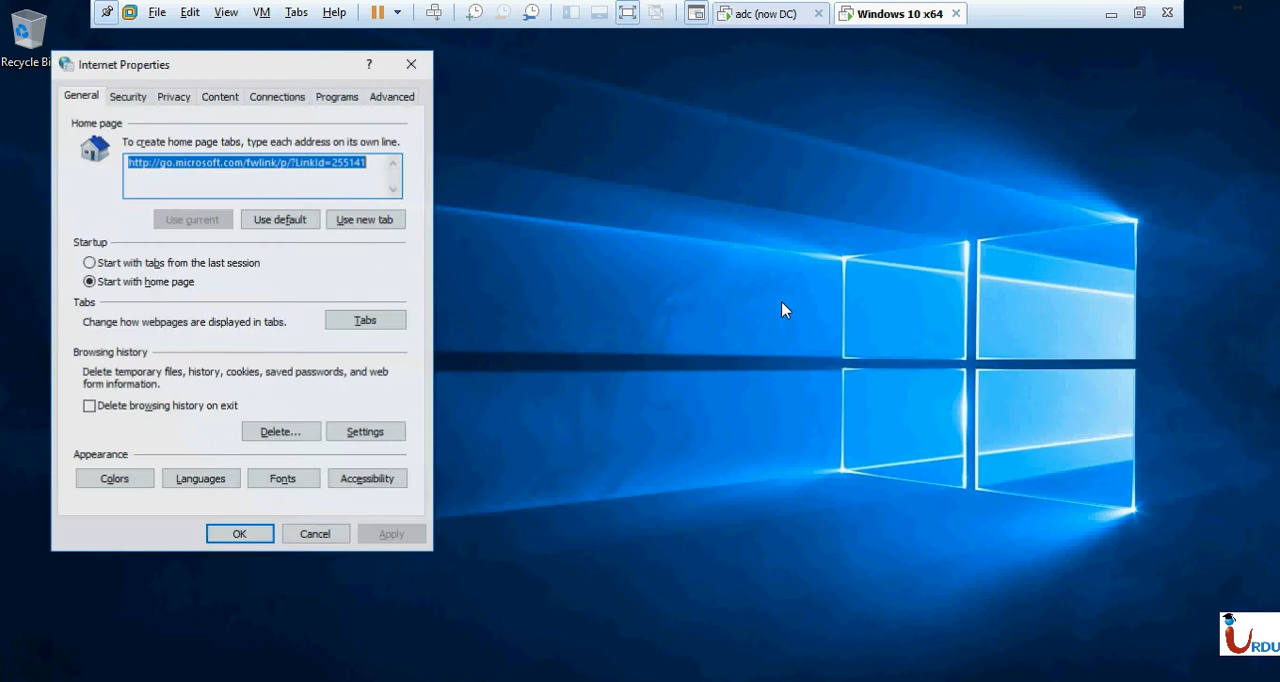 File Edit View VM Tabs Help
adc (now DC)
Windows 10 x64
Recycle Bi
Internet Properties
General Security Privacy Content Connections Programs Advanced
Home page
To create home page tabs, type each address on its own line.
http://go.microsoft.com/fwlink/p/?LinkId=255141
Use current Use default Use new tab
Startup
Start with tabs from the last session
Start with home page
Tabs
Change how webpages are displayed in tabs.
Tabs
Browsing history
Delete temporary files, history, cookies, saved passwords, and web
form information.
Delete browsing history on exit
Delete... Settings
Appearance
Colors Languages Fonts Accessibility
OK Cancel Apply
URDU